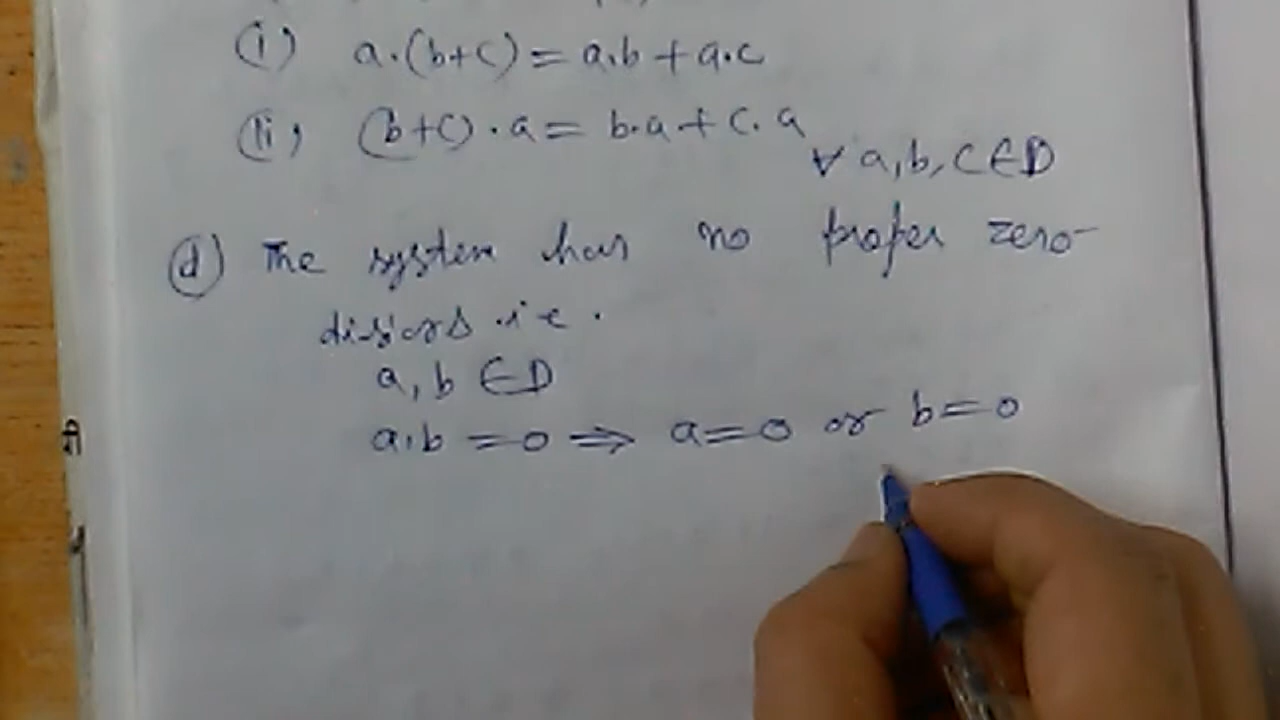 (i) a.(b+c) = a.b + a.c
(ii) (b+c).a = b.a + c.a
∀ a, b, c ∈ D
(d) The system has no proper zero-
divisors i.e.
a, b ∈ D
a.b = 0 ⇒ a = 0 or b = 0